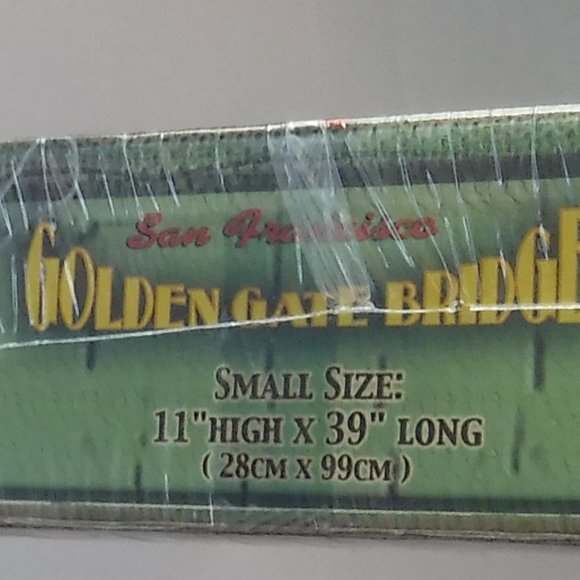 San Francisco
GOLDEN GATE BRIDGE
SMALL SIZE:
11"HIGH X 39" LONG
( 28CM X 99CM )